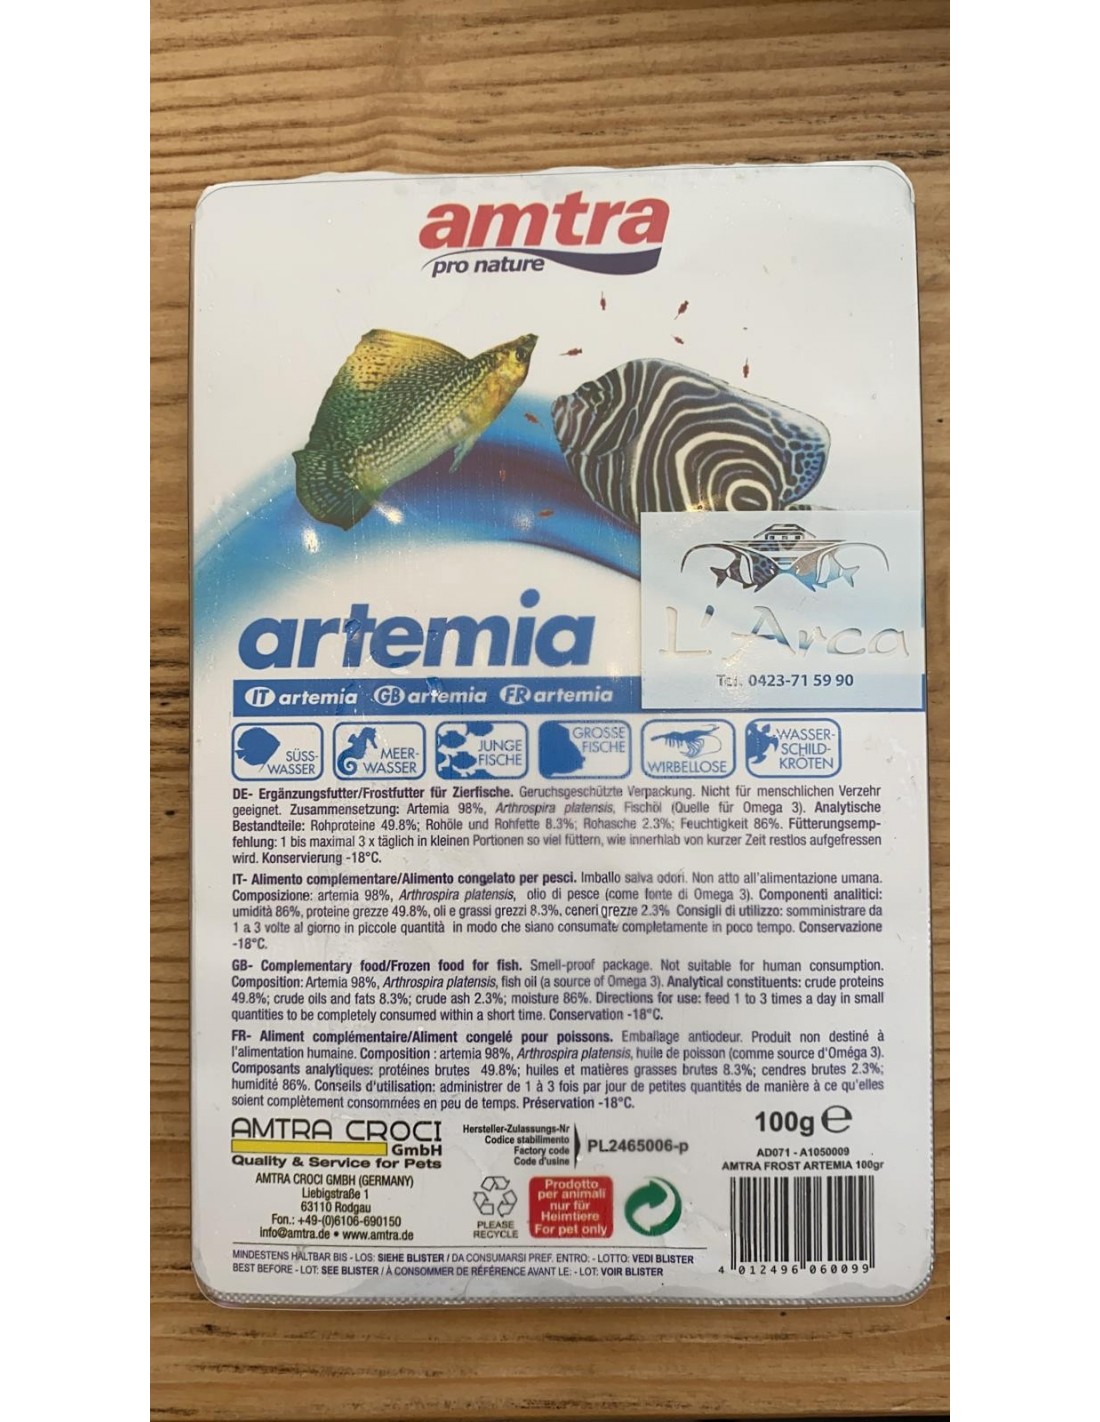 amtra
pro nature
L'Arca
Tel. 0423-71 59 90
artemia
IT artemia GB artemia FR artemia
SÜSS-
WASSER
MEER-
WASSER
JUNGE
FISCHE
GROSSE
FISCHE
WIRBELLOSE
WASSER-
SCHILD-
KRÖTEN
DE- Ergänzungsfutter/Frostfutter für Zierfische. Geruchsgeschützte Verpackung. Nicht für menschlichen Verzehr
geeignet. Zusammensetzung: Artemia 98%, Arthrospira platensis, Fischöl (Quelle für Omega 3). Analytische
Bestandteile: Rohproteine 49.8%; Rohöle und Rohfette 8.3%; Rohasche 2.3%; Feuchtigkeit 86%. Fütterungsemp-
fehlung: 1 bis maximal 3 x täglich in kleinen Portionen so viel füttern, wie innerhlab von kurzer Zeit restlos aufgefressen
wird. Konservierung -18°C.
IT- Alimento complementare/Alimento congelato per pesci. Imballo salva odori. Non atto all'alimentazione umana.
Composizione: artemia 98%, Arthrospira platensis, olio di pesce (come fonte di Omega 3). Componenti analitici:
umidità 86%, proteine grezze 49.8%, oli e grassi grezzi 8.3%, ceneri grezze 2.3% Consigli di utilizzo: somministrare da
1 a 3 volte al giorno in piccole quantità in modo che siano consumate completamente in poco tempo. Conservazione
-18°C.
GB- Complementary food/Frozen food for fish. Smell-proof package. Not suitable for human consumption.
Composition: Artemia 98%, Arthrospira platensis, fish oil (a source of Omega 3). Analytical constituents: crude proteins
49.8%; crude oils and fats 8.3%; crude ash 2.3%; moisture 86%. Directions for use: feed 1 to 3 times a day in small
quantities to be completely consumed within a short time. Conservation -18°C.
FR- Aliment complémentaire/Aliment congelé pour poissons. Emballage antiodeur. Produit non destiné à
l'alimentation humaine. Composition : artemia 98%, Arthrospira platensis, huile de poisson (comme source d'Oméga 3).
Composants analytiques: protéines brutes 49.8%; huiles et matières grasses brutes 8.3%; cendres brutes 2.3%;
humidité 86%. Conseils d'utilisation: administrer de 1 à 3 fois par jour de petites quantités de manière à ce qu'elles
soient complètement consommées en peu de temps. Préservation -18°C.
AMTRA CROCI
GmbH
Quality & Service for Pets
AMTRA CROCI GMBH (GERMANY)
Liebigstraße 1
63110 Rodgau
Fon.: +49-(0)6106-690150
info@amtra.de • www.amtra.de
Hersteller-Zulassungs-Nr
Codice stabilimento
Factory code
Code d'usine
PL2465006-p
PLEASE
RECYCLE
Prodotto
per animali
nur für
Heimtiere
For pet only
100g e
AD071 - A1050009
AMTRA FROST ARTEMIA 100gr
4 012496 060099
MINDESTENS HALTBAR BIS - LOS: SIEHE BLISTER / DA CONSUMARSI PREF. ENTRO: - LOTTO: VEDI BLISTER
BEST BEFORE - LOT: SEE BLISTER / À CONSOMMER DE RÉFÉRENCE AVANT LE: - LOT: VOIR BLISTER